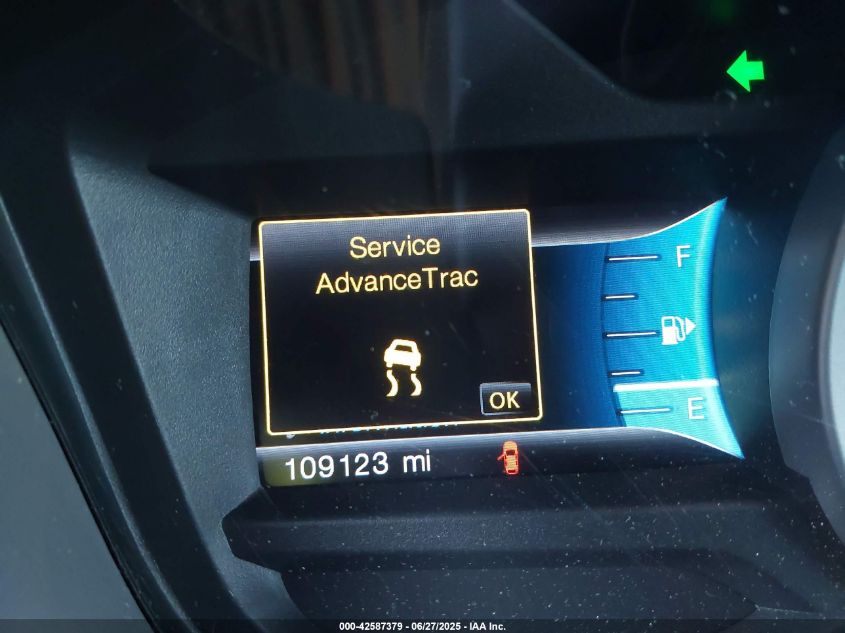 Service
AdvanceTrac
OK
F
E
109123 mi
000-42587379 - 06/27/2025 - IAA Inc.